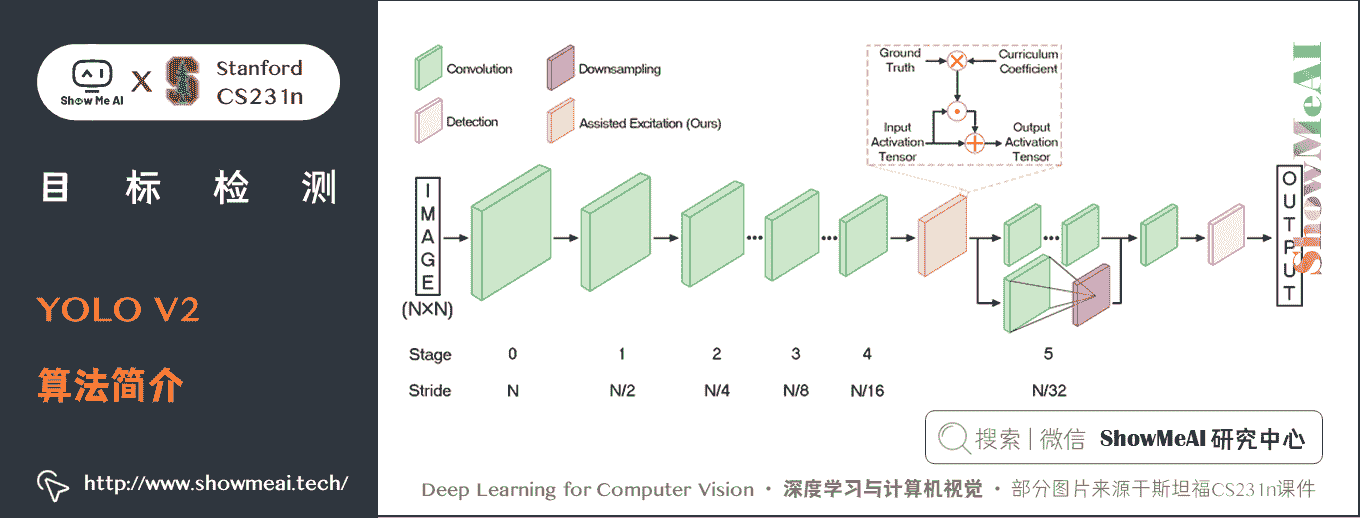 Show Me AI
X
S
Stanford
CS231n
目标检测
YOLO V2
算法简介
http://www.showmeai.tech/
Convolution
Downsampling
Detection
Assisted Excitation (Ours)
Ground
Truth
Curriculum
Coefficient
Input
Activation
Tensor
Output
Activation
Tensor
IMAGE
(N×N)
OUTPUT
ShowMeAI
Stage 0 1 2 3 4 5
Stride N N/2 N/4 N/8 N/16 N/32
搜索 | 微信 ShowMeAI 研究中心
Deep Learning for Computer Vision · 深度学习与计算机视觉 · 部分图片来源于斯坦福CS231n课件